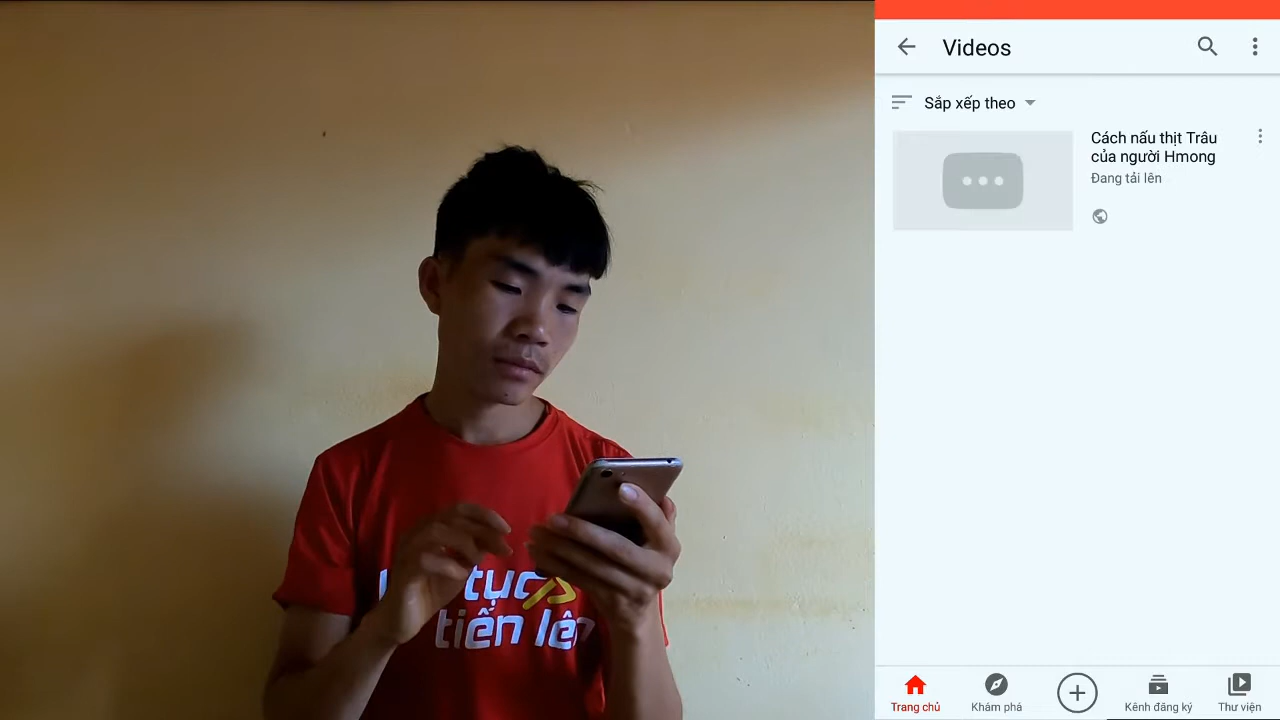 tục
tiến lên
Videos
Sắp xếp theo
Cách nấu thịt Trâu
của người Hmong
Đang tải lên
Trang chủ
Khám phá
Kênh đăng ký
Thư viện